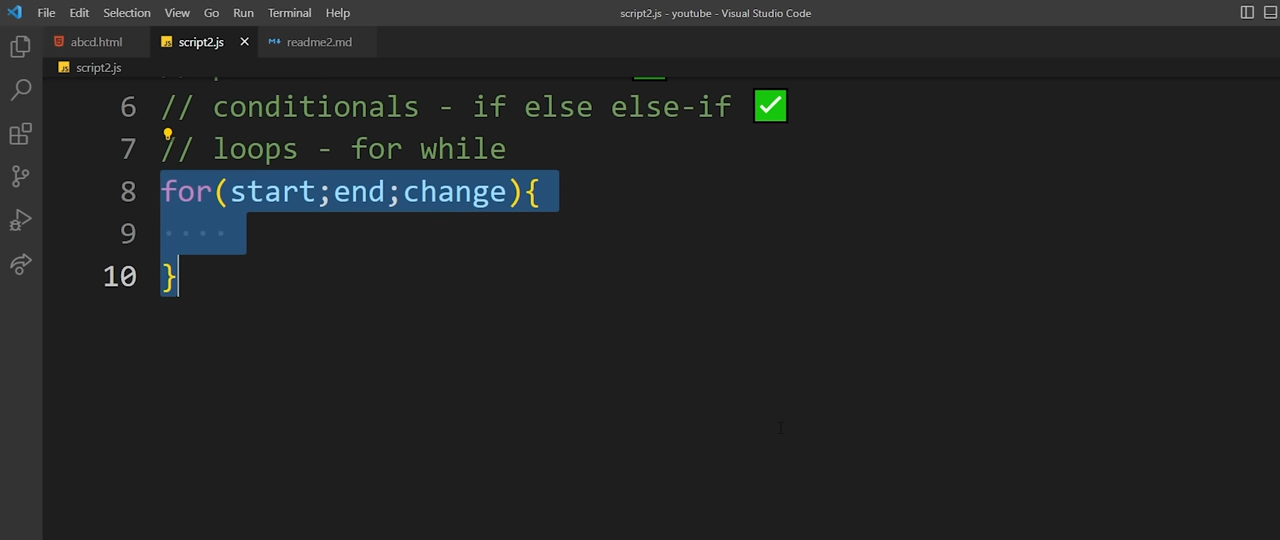 File Edit Selection View Go Run Terminal Help script2.js - youtube - Visual Studio Code
abcd.html script2.js readme2.md
JS script2.js
6 // conditionals - if else else-if ✅
7 // loops - for while
8 for(start;end;change){
9
10 }